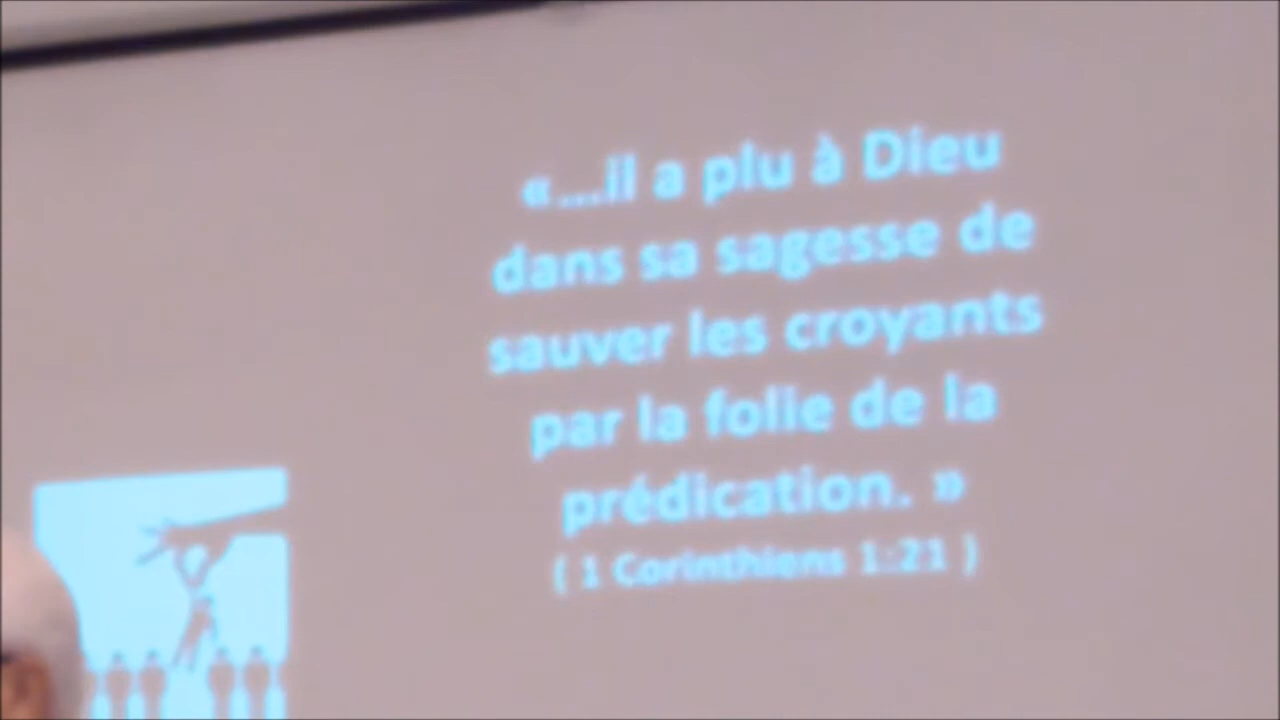 «...il a plu à Dieu
dans sa sagesse de
sauver les croyants
par la folie de la
prédication. »
( 1 Corinthiens 1:21 )